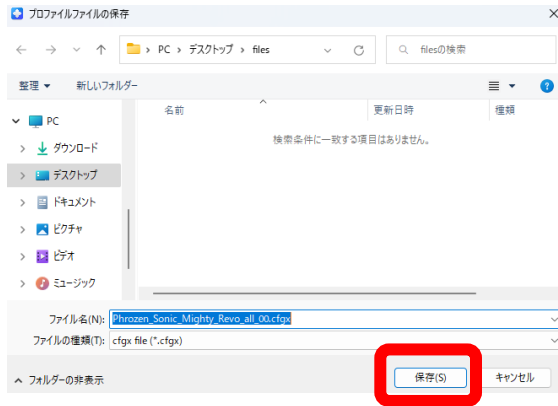 プロファイルファイルの保存
PC › デスクトップ › files
filesの検索
整理
新しいフォルダー
名前
更新日時
種類
検索条件に一致する項目はありません。
PC
ダウンロード
デスクトップ
ドキュメント
ピクチャ
ビデオ
ミュージック
ファイル名(N):
Phrozen_Sonic_Mighty_Revo_all_00.cfgx
ファイルの種類(T):
cfgx file (*.cfgx)
フォルダーの非表示
保存(S)
キャンセル